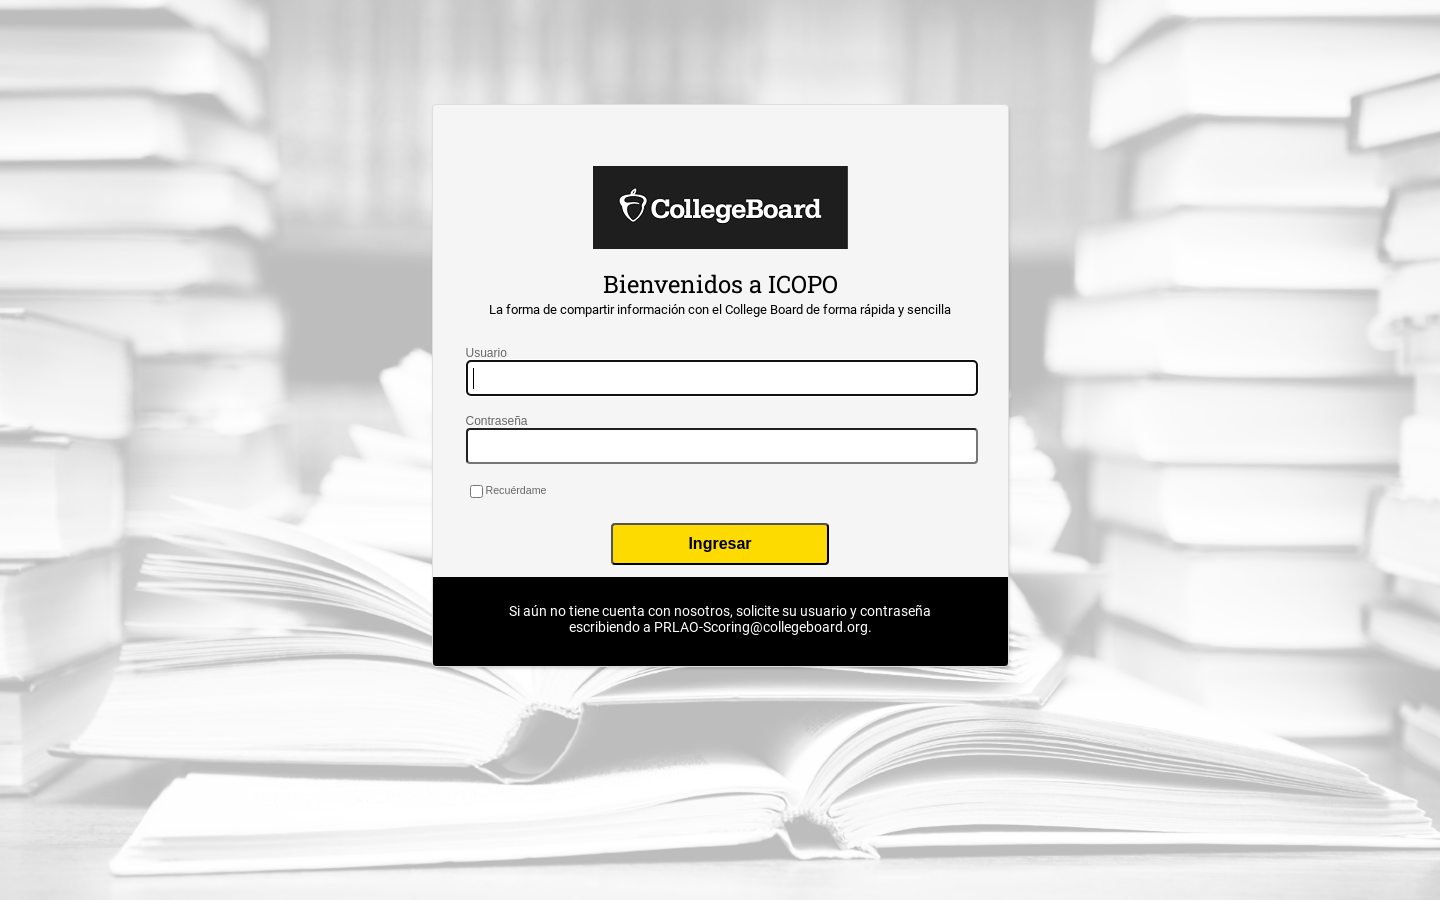 CollegeBoard
Bienvenidos a ICOPO
La forma de compartir información con el College Board de forma rápida y sencilla
Usuario
Contraseña
Recuérdame
Ingresar
Si aún no tiene cuenta con nosotros, solicite su usuario y contraseña
escribiendo a PRLAO-Scoring@collegeboard.org.